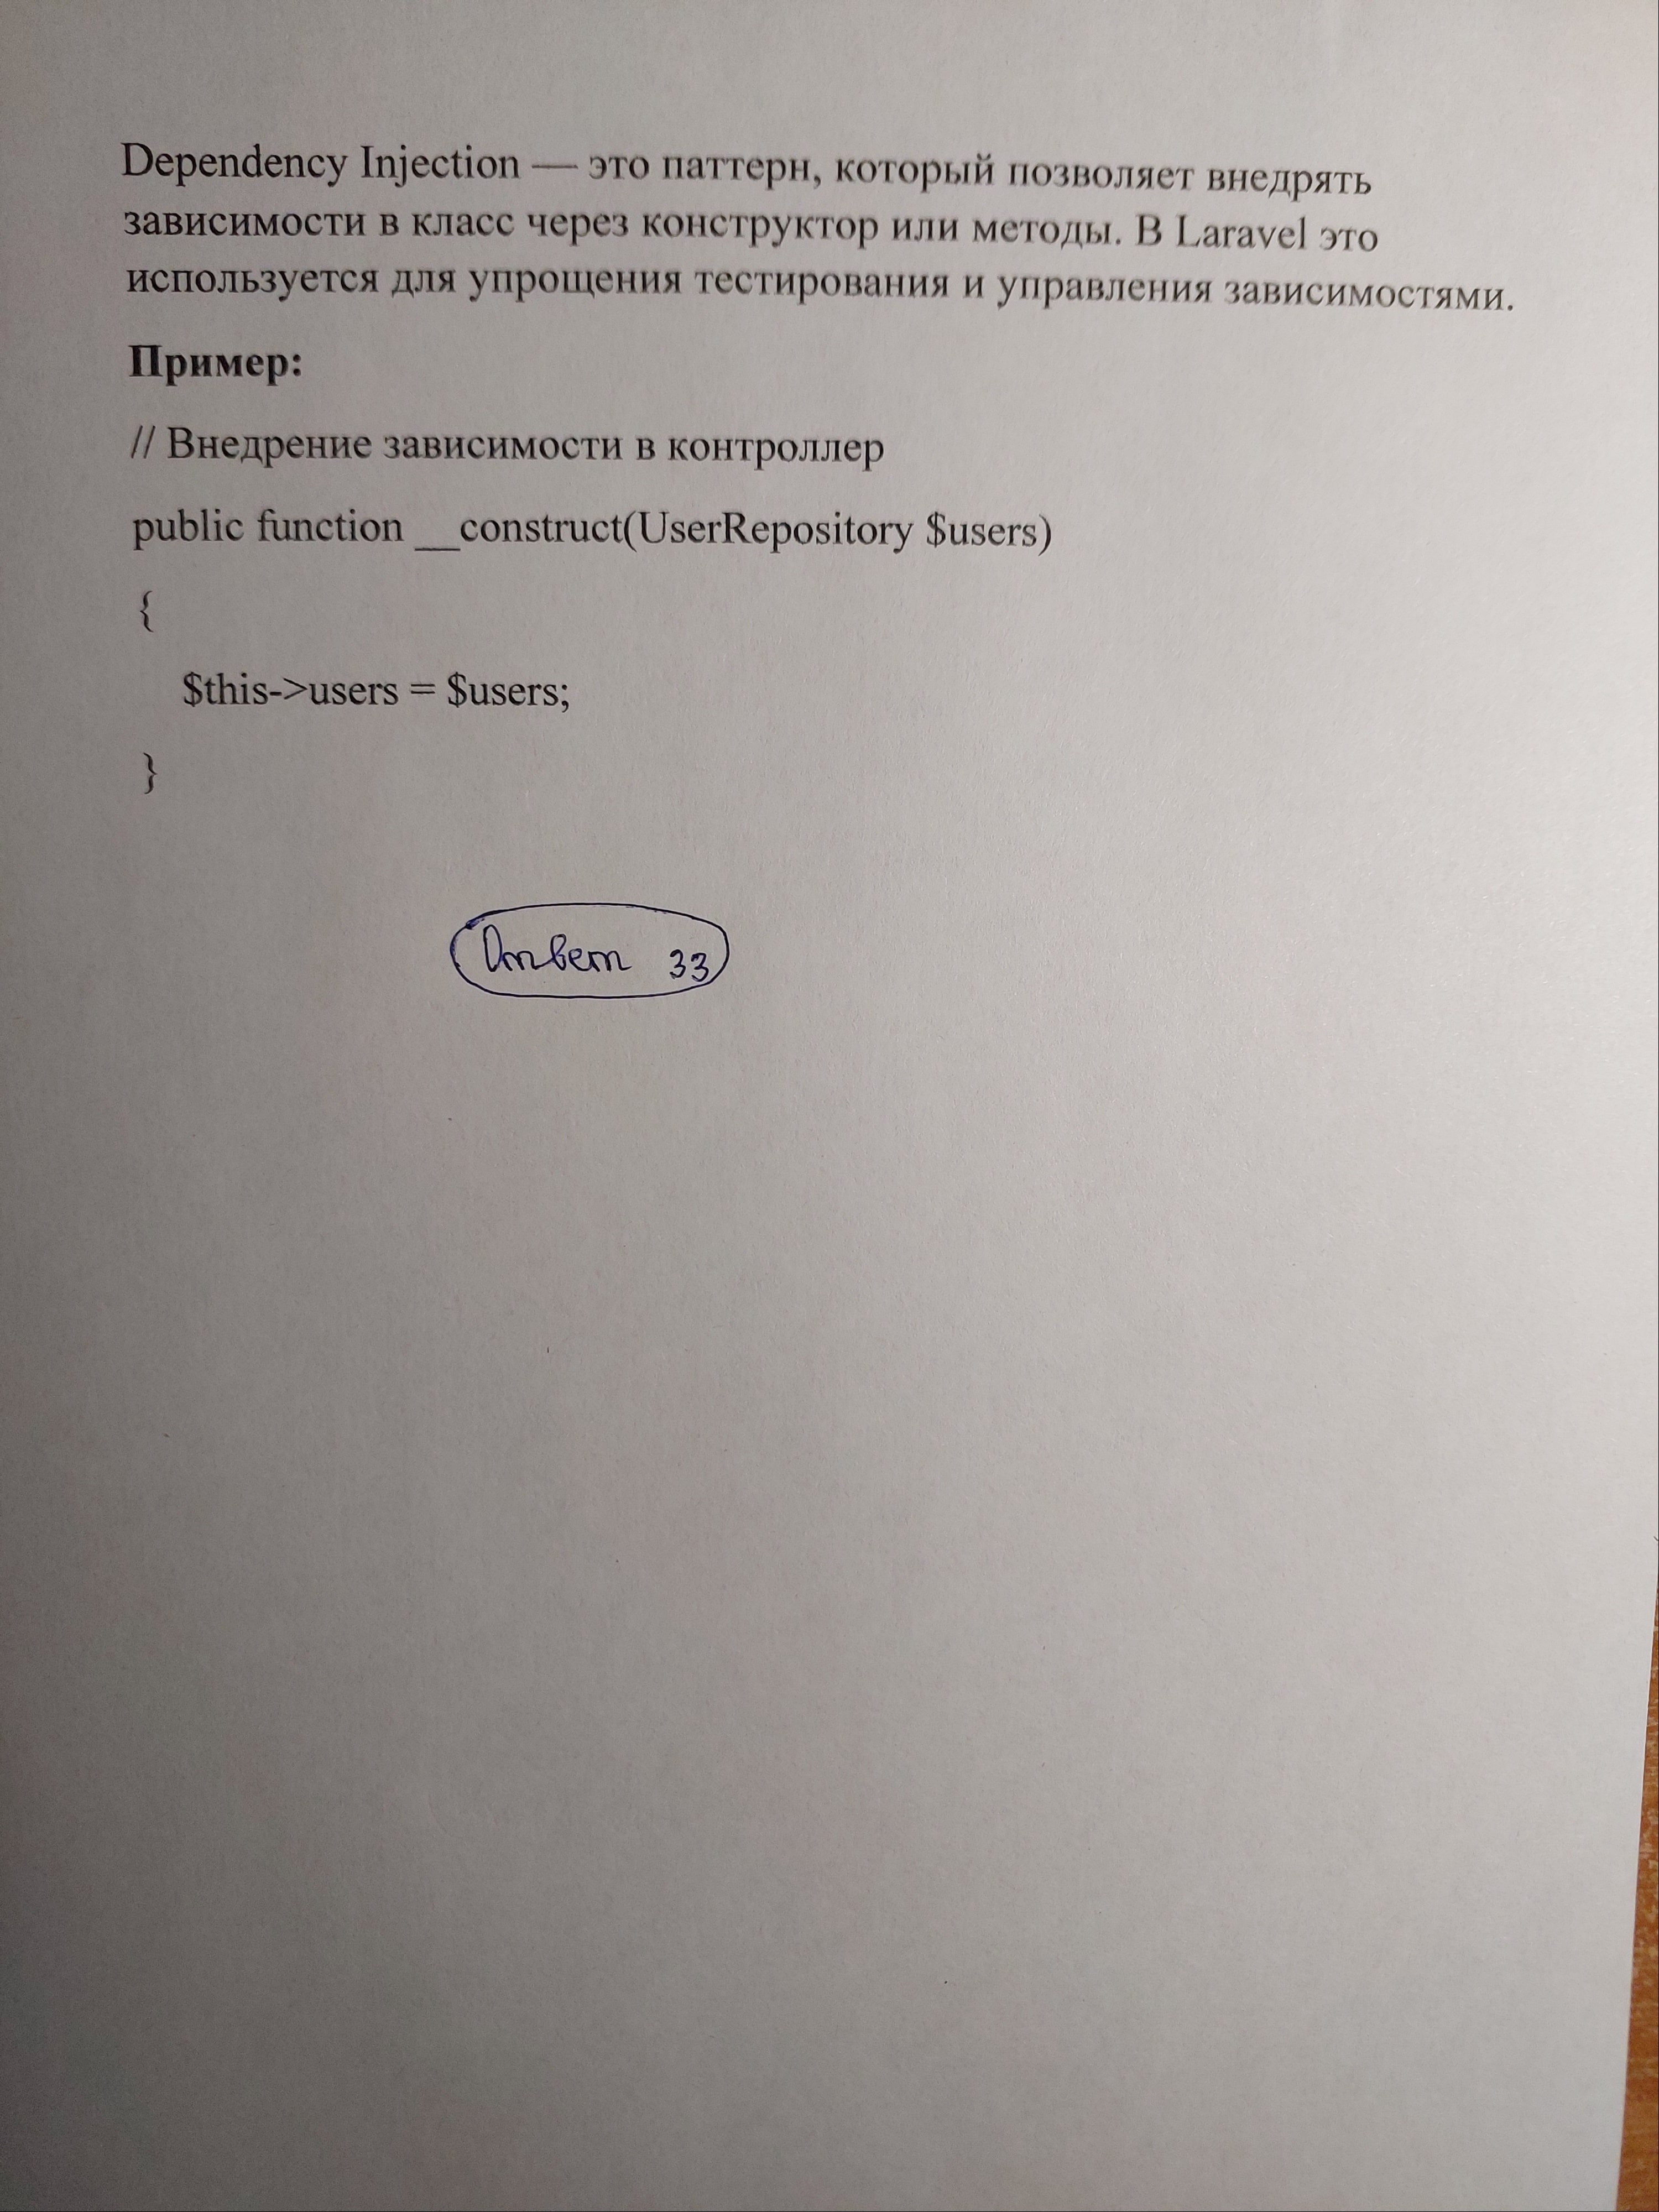 Dependency Injection — это паттерн, который позволяет внедрять
зависимости в класс через конструктор или методы. В Laravel это
используется для упрощения тестирования и управления зависимостями.
Пример:
// Внедрение зависимости в контроллер
public function __construct(UserRepository $users)
{
$this->users = $users;
}
Ответ 33